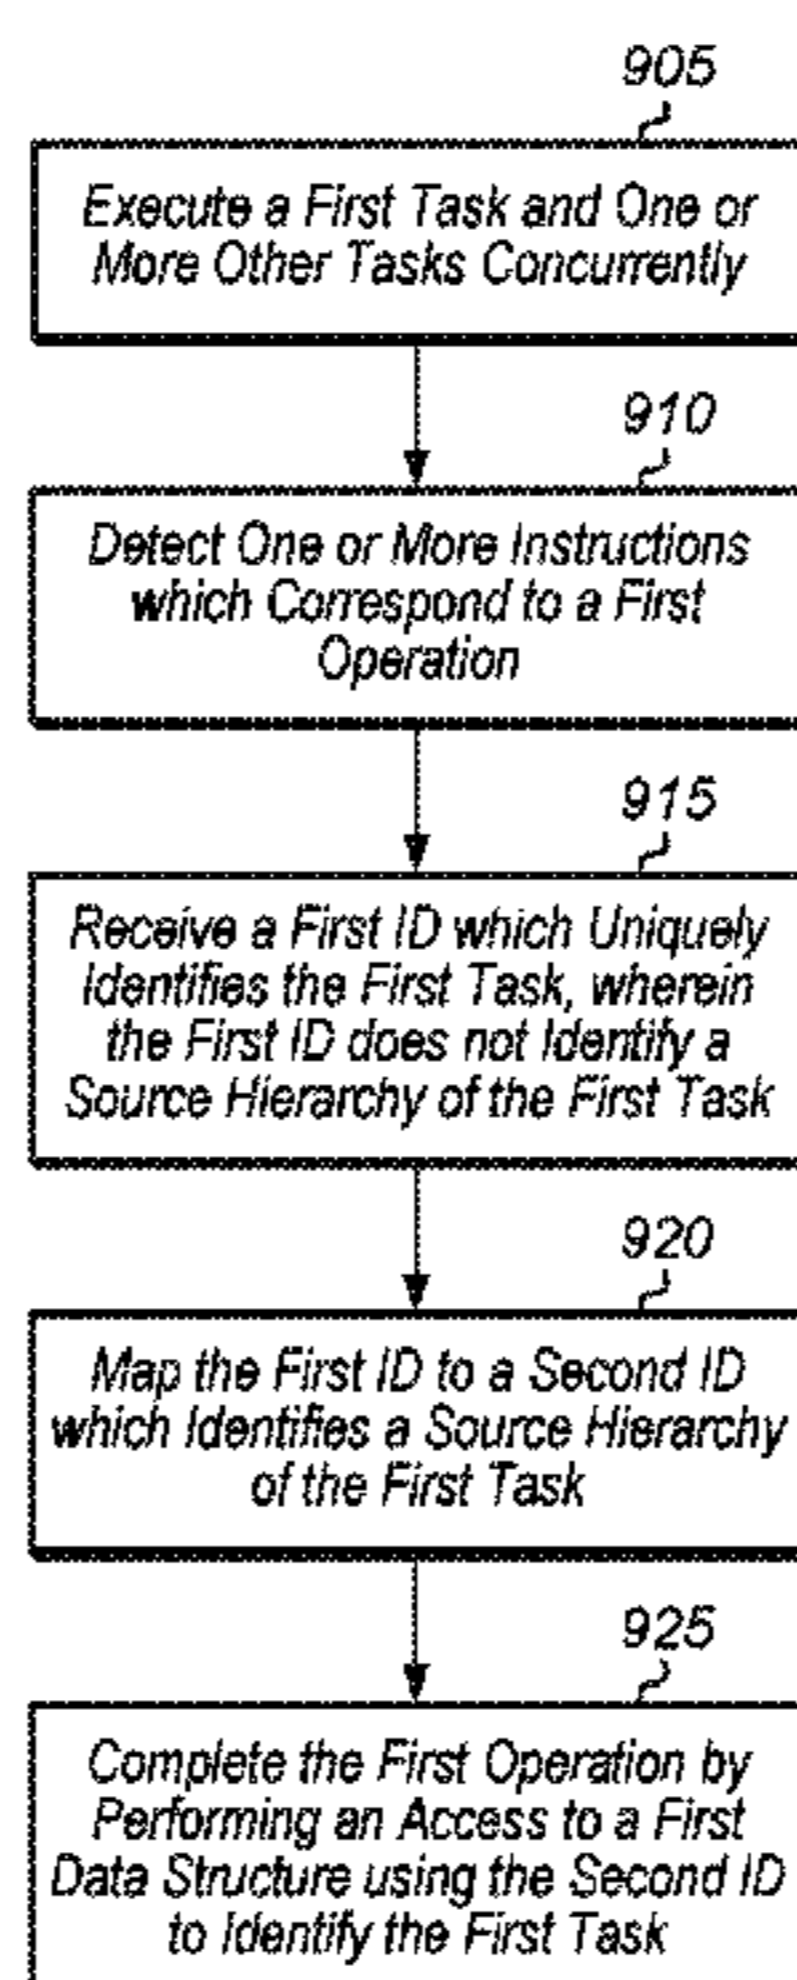 905
Execute a First Task and One or
More Other Tasks Concurrently
910
Detect One or More Instructions
which Correspond to a First
Operation
915
Receive a First ID which Uniquely
Identifies the First Task, wherein
the First ID does not Identify a
Source Hierarchy of the First Task
920
Map the First ID to a Second ID
which Identifies a Source Hierarchy
of the First Task
925
Complete the First Operation by
Performing an Access to a First
Data Structure using the Second ID
to Identify the First Task